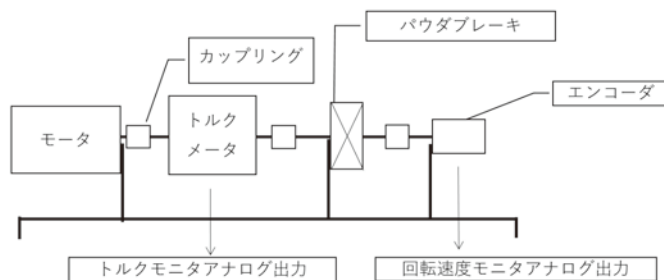 パウダブレーキ
カップリング
エンコーダ
モータ
トルク
メータ
トルクモニタアナログ出力
回転速度モニタアナログ出力